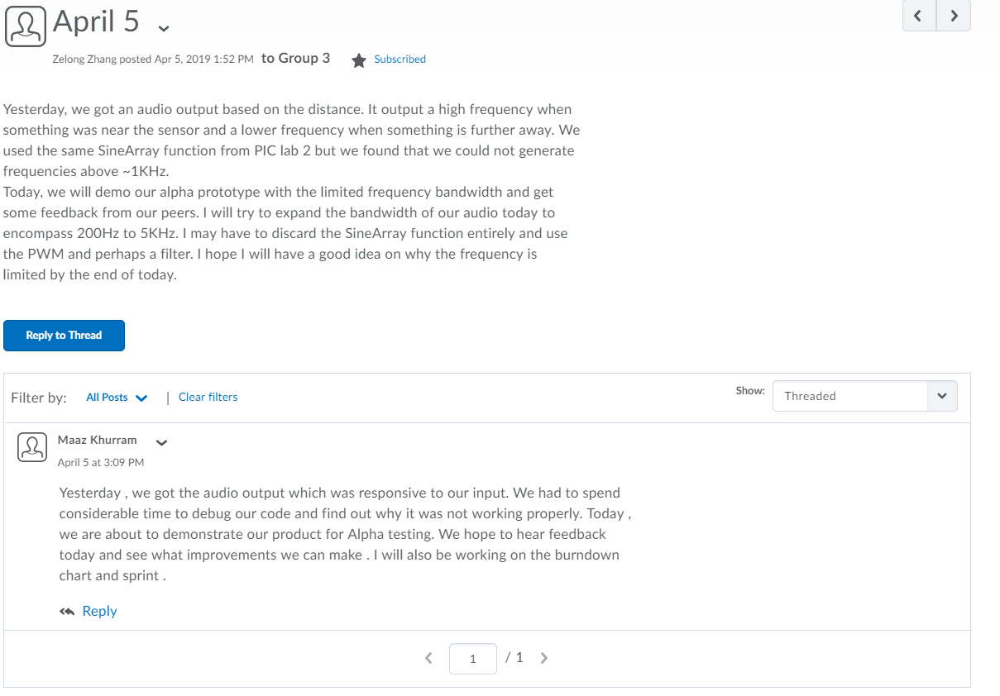 April 5
Zelong Zhang posted Apr 5, 2019 1:52 PM to Group 3 Subscribed
Yesterday, we got an audio output based on the distance. It output a high frequency when
something was near the sensor and a lower frequency when something is further away. We
used the same SineArray function from PIC lab 2 but we found that we could not generate
frequencies above ~1KHz.
Today, we will demo our alpha prototype with the limited frequency bandwidth and get
some feedback from our peers. I will try to expand the bandwidth of our audio today to
encompass 200Hz to 5KHz. I may have to discard the SineArray function entirely and use
the PWM and perhaps a filter. I hope I will have a good idea on why the frequency is
limited by the end of today.
Reply to Thread
Filter by: All Posts | Clear filters Show: Threaded
Maaz Khurram
April 5 at 3:09 PM
Yesterday , we got the audio output which was responsive to our input. We had to spend
considerable time to debug our code and find out why it was not working properly. Today ,
we are about to demonstrate our product for Alpha testing. We hope to hear feedback
today and see what improvements we can make . I will also be working on the burndown
chart and sprint .
Reply
1 / 1